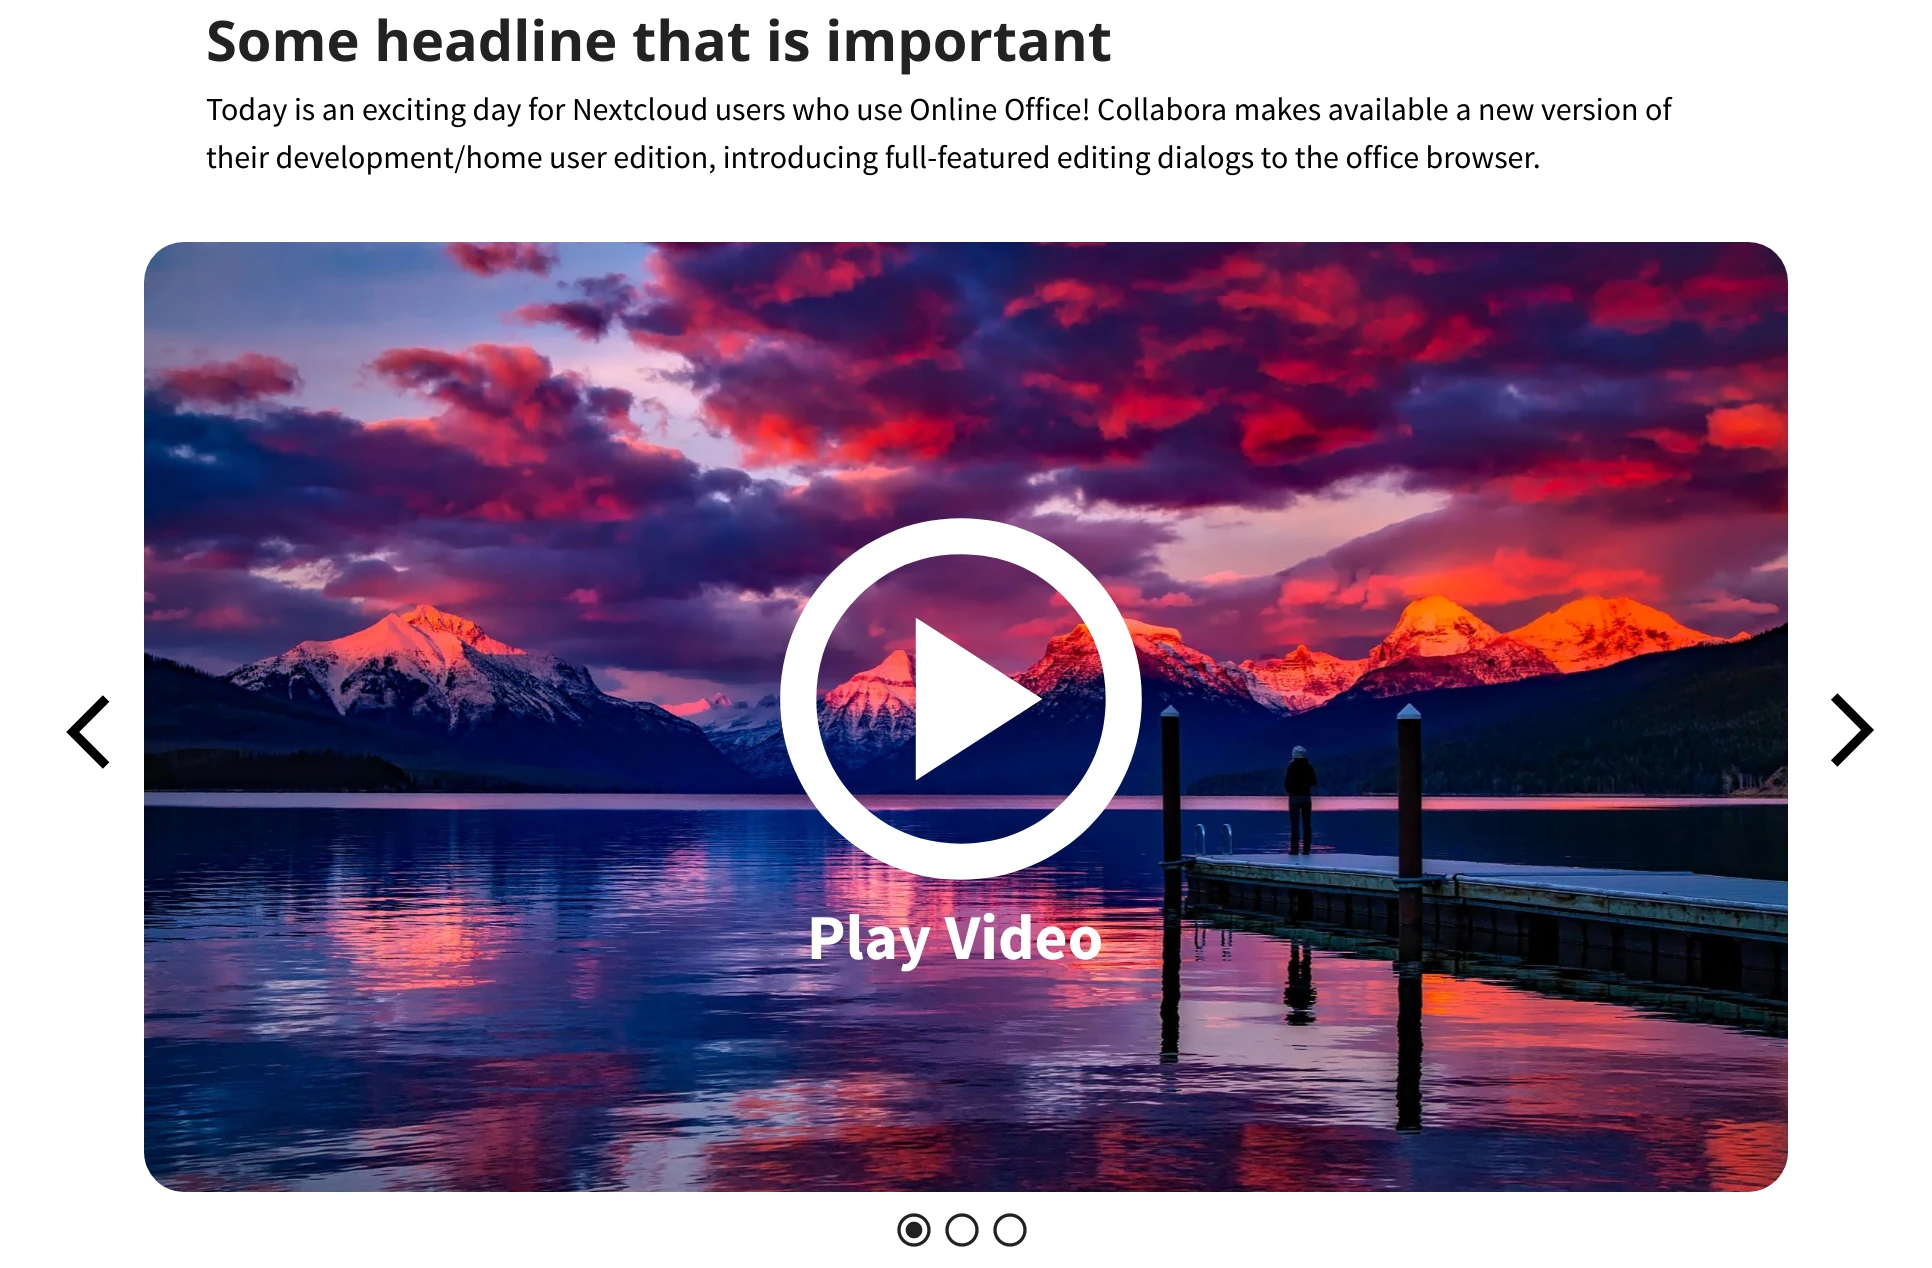 Some headline that is important
Today is an exciting day for Nextcloud users who use Online Office! Collabora makes available a new version of
their development/home user edition, introducing full-featured editing dialogs to the office browser.
Play Video